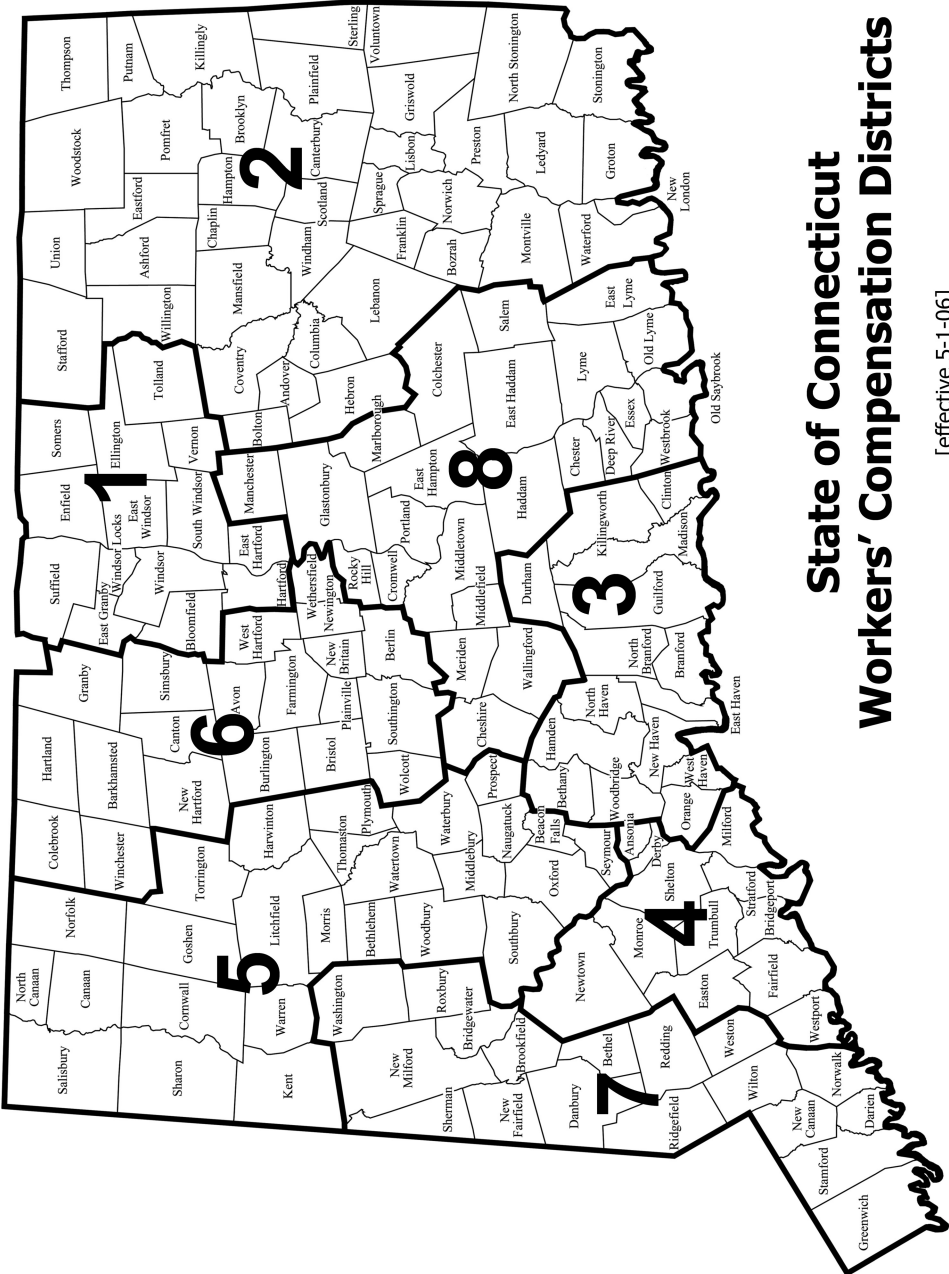 Salisbury
North
Canaan
Canaan
Norfolk
Colebrook
Hartland
Granby
Suffield
Enfield
Somers
Stafford
Union
Woodstock
Thompson
Winchester
Barkhamsted
East Granby
Windsor Locks
East
Windsor
Ellington
1
Putnam
Sharon
Cornwall
Goshen
Torrington
New
Hartford
Canton
Simsbury
Windsor
Bloomfield
South Windsor
Vernon
Tolland
Willington
Ashford
Eastford
Pomfret
Killingly
Kent
Warren
5
Litchfield
Harwinton
Burlington
6
Avon
West
Hartford
Hartford
East
Hartford
Manchester
Bolton
Coventry
Mansfield
Chaplin
Hampton
Brooklyn
2
Washington
Morris
Thomaston
Plymouth
Bristol
Farmington
Plainville
New
Britain
Newington
Wethersfield
Glastonbury
Andover
Columbia
Hebron
Windham
Scotland
Canterbury
Plainfield
Sterling
New
Milford
Roxbury
Bridgewater
Bethlehem
Woodbury
Watertown
Wolcott
Southington
Berlin
Rocky
Hill
Cromwell
Portland
East
Hampton
Marlborough
Lebanon
Franklin
Sprague
Lisbon
Griswold
Voluntown
Sherman
New
Fairfield
Brookfield
Southbury
Middlebury
Waterbury
Naugatuck
Prospect
Cheshire
Meriden
Middlefield
Middletown
8
Haddam
East Haddam
Colchester
Salem
Bozrah
Norwich
Preston
Danbury
Bethel
7
Newtown
Oxford
Beacon
Falls
Seymour
Bethany
Hamden
Wallingford
Durham
Killingworth
Chester
Deep River
Essex
Lyme
Montville
Ledyard
North Stonington
Ridgefield
Redding
Monroe
4
Shelton
Ansonia
Derby
Woodbridge
North
Haven
3
Guilford
Madison
Clinton
Westbrook
Old Lyme
East
Lyme
Waterford
Groton
Stonington
Wilton
Weston
Easton
Trumbull
Orange
New Haven
West
Haven
North
Branford
Branford
New
Canaan
Stamford
Fairfield
Stratford
Bridgeport
Milford
East Haven
Old Saybrook
New
London
Greenwich
Darien
Norwalk
Westport
State of Connecticut
Workers’ Compensation Districts
[effective 5-1-06]